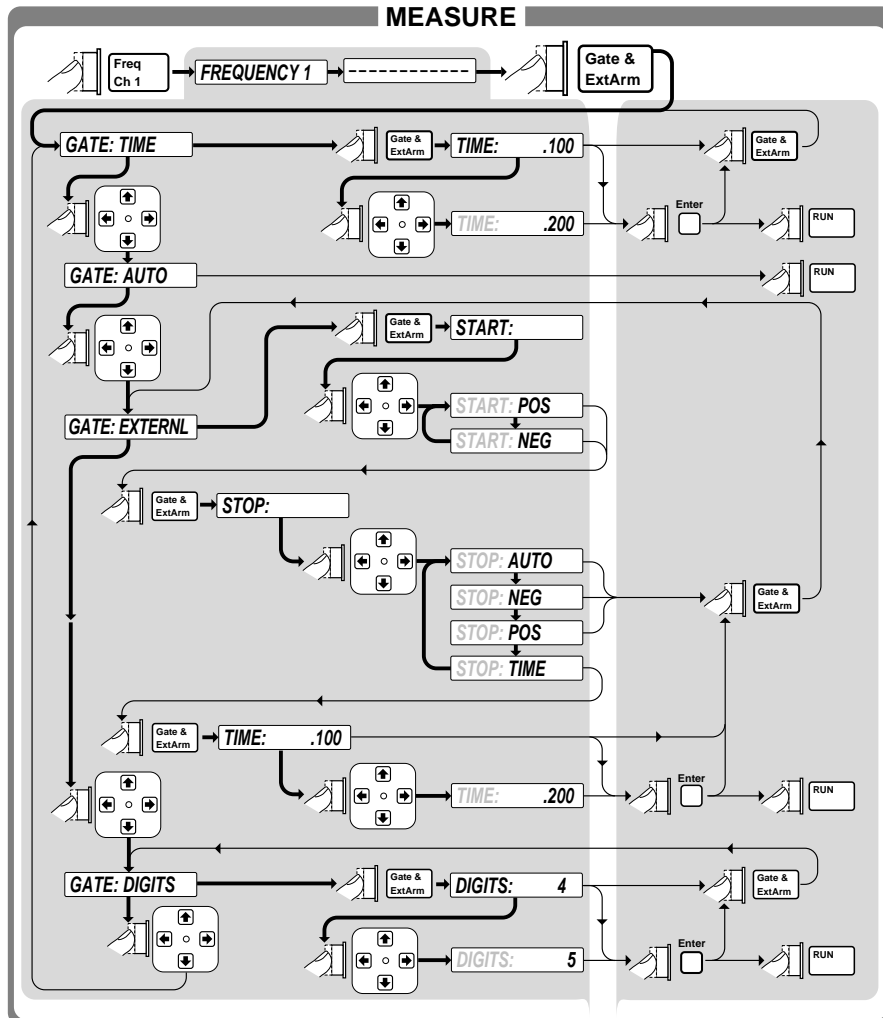 MEASURE
Freq
Ch 1
FREQUENCY 1
-------------
Gate &
ExtArm
GATE: TIME
Gate &
ExtArm
TIME: .100
Gate &
ExtArm
TIME: .200
Enter
RUN
GATE: AUTO
RUN
Gate &
ExtArm
START:
START: POS
GATE: EXTERNL
START: NEG
Gate &
ExtArm
STOP:
STOP: AUTO
STOP: NEG
Gate &
ExtArm
STOP: POS
STOP: TIME
Gate &
ExtArm
TIME: .100
TIME: .200
Enter
RUN
GATE: DIGITS
Gate &
ExtArm
DIGITS: 4
Gate &
ExtArm
DIGITS: 5
Enter
RUN